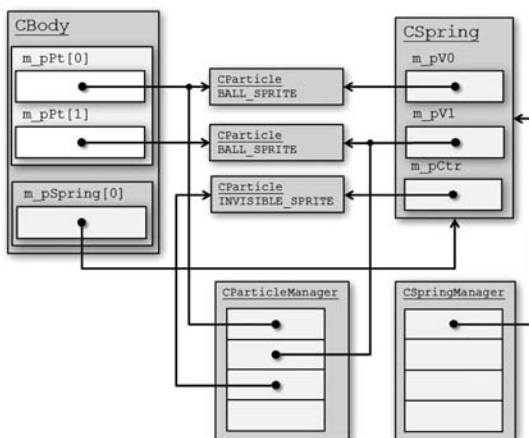 CBody
m_pPt[0]
m_pPt[1]
m_pSpring[0]
CParticle
BALL_SPRITE
CParticle
BALL_SPRITE
CParticle
INVISIBLE_SPRITE
CSpring
m_pV0
m_pV1
m_pCtr
CParticleManager
CSpringManager